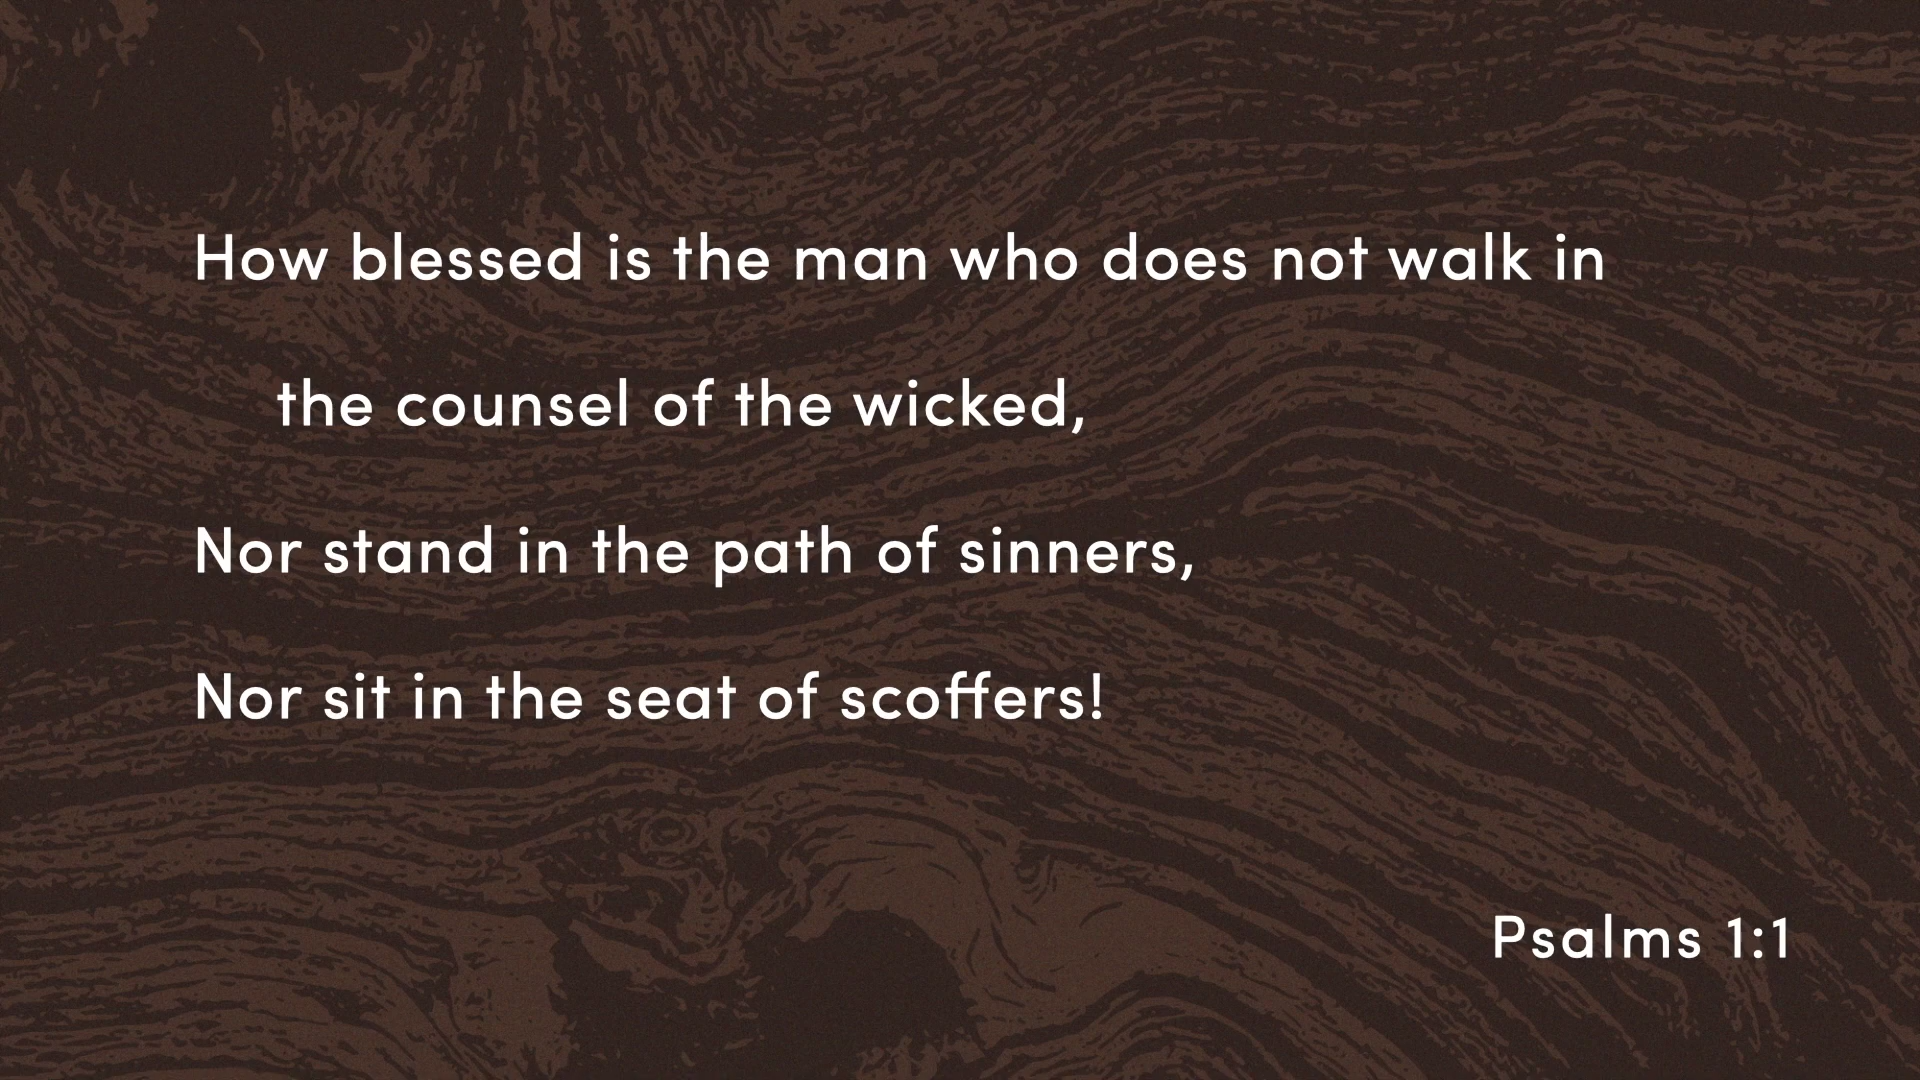 How blessed is the man who does not walk in
the counsel of the wicked,
Nor stand in the path of sinners,
Nor sit in the seat of scoffers!
Psalms 1:1